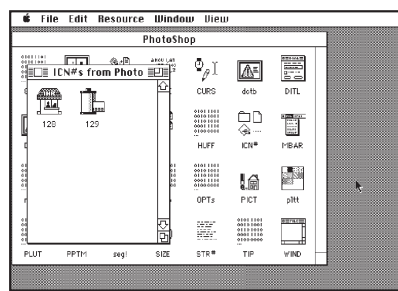 File Edit Resource Window View
PhotoShop
ICN#s from Photo
128 129
CURS dctb DITL
HUFF ICN# MBAR
OPTs PICT pltt
PLUT PPTM seg! SIZE STR# TIP WIND